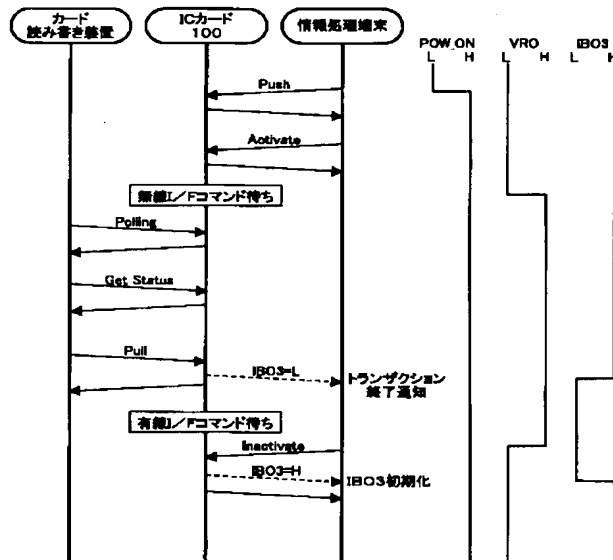 カード
読み書き装置
ICカード
100
情報処理端末
POW_ON
L H
VRO
L H
IBO3
L H
Push
Activate
無線I/Fコマンド待ち
Polling
Get Status
Pull
IBO3=L
トランザクション
終了通知
有線I/Fコマンド待ち
Inactivate
IBO3=H
IBO3初期化